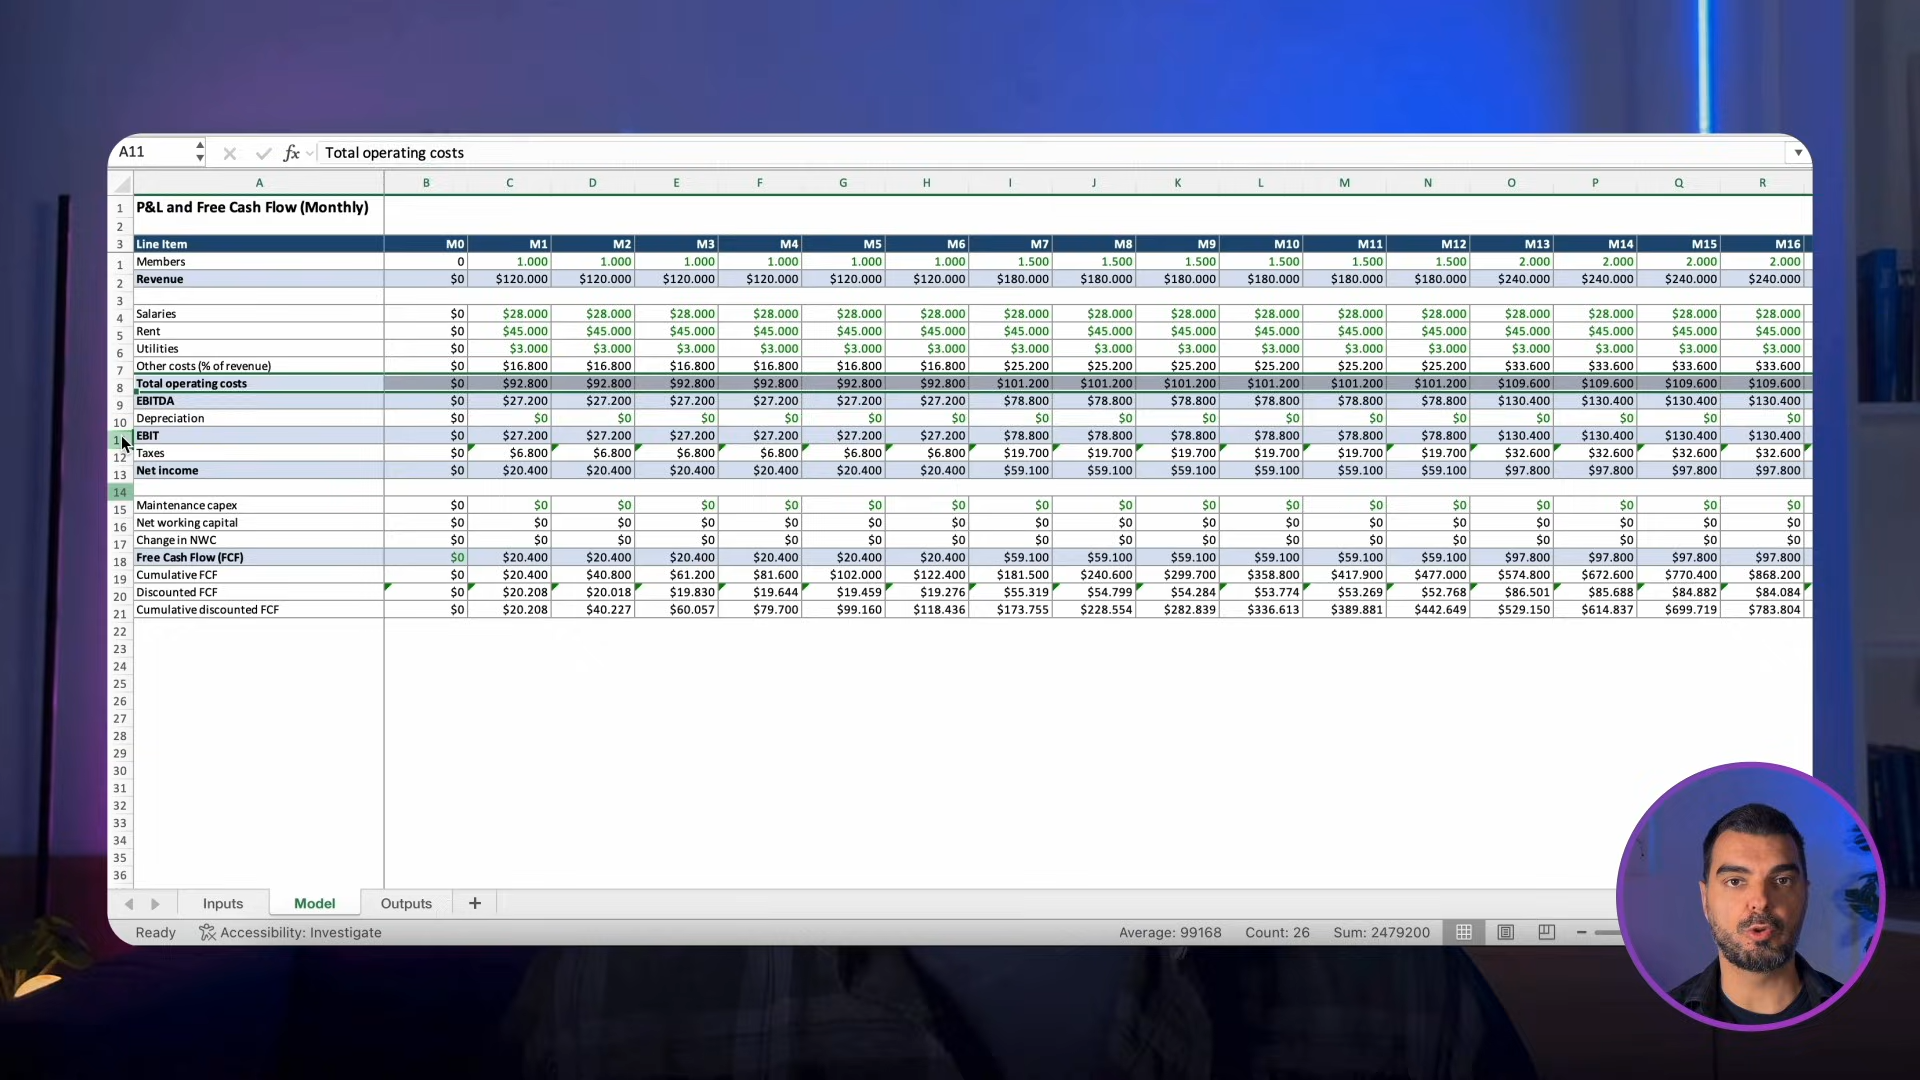 A11 fx Total operating costs
A B C D E F G H I J K L M N O P Q R
1 P&L and Free Cash Flow (Monthly)
2
3 Line Item M0 M1 M2 M3 M4 M5 M6 M7 M8 M9 M10 M11 M12 M13 M14 M15 M16
1 Members 0 1.000 1.000 1.000 1.000 1.000 1.000 1.500 1.500 1.500 1.500 1.500 1.500 2.000 2.000 2.000 2.000
2 Revenue $0 $120.000 $120.000 $120.000 $120.000 $120.000 $120.000 $180.000 $180.000 $180.000 $180.000 $180.000 $180.000 $240.000 $240.000 $240.000 $240.000
3
4 Salaries $0 $28.000 $28.000 $28.000 $28.000 $28.000 $28.000 $28.000 $28.000 $28.000 $28.000 $28.000 $28.000 $28.000 $28.000 $28.000 $28.000
5 Rent $0 $45.000 $45.000 $45.000 $45.000 $45.000 $45.000 $45.000 $45.000 $45.000 $45.000 $45.000 $45.000 $45.000 $45.000 $45.000 $45.000
6 Utilities $0 $3.000 $3.000 $3.000 $3.000 $3.000 $3.000 $3.000 $3.000 $3.000 $3.000 $3.000 $3.000 $3.000 $3.000 $3.000 $3.000
7 Other costs (% of revenue) $0 $16.800 $16.800 $16.800 $16.800 $16.800 $16.800 $25.200 $25.200 $25.200 $25.200 $25.200 $25.200 $33.600 $33.600 $33.600 $33.600
8 Total operating costs $0 $92.800 $92.800 $92.800 $92.800 $92.800 $92.800 $101.200 $101.200 $101.200 $101.200 $101.200 $101.200 $109.600 $109.600 $109.600 $109.600
9 EBITDA $0 $27.200 $27.200 $27.200 $27.200 $27.200 $27.200 $78.800 $78.800 $78.800 $78.800 $78.800 $78.800 $130.400 $130.400 $130.400 $130.400
10 Depreciation $0 $0 $0 $0 $0 $0 $0 $0 $0 $0 $0 $0 $0 $0 $0 $0 $0
EBIT $0 $27.200 $27.200 $27.200 $27.200 $27.200 $27.200 $78.800 $78.800 $78.800 $78.800 $78.800 $78.800 $130.400 $130.400 $130.400 $130.400
12 Taxes $0 $6.800 $6.800 $6.800 $6.800 $6.800 $6.800 $19.700 $19.700 $19.700 $19.700 $19.700 $19.700 $32.600 $32.600 $32.600 $32.600
13 Net income $0 $20.400 $20.400 $20.400 $20.400 $20.400 $20.400 $59.100 $59.100 $59.100 $59.100 $59.100 $59.100 $97.800 $97.800 $97.800 $97.800
14
15 Maintenance capex $0 $0 $0 $0 $0 $0 $0 $0 $0 $0 $0 $0 $0 $0 $0 $0 $0
16 Net working capital $0 $0 $0 $0 $0 $0 $0 $0 $0 $0 $0 $0 $0 $0 $0 $0 $0
17 Change in NWC $0 $0 $0 $0 $0 $0 $0 $0 $0 $0 $0 $0 $0 $0 $0 $0 $0
18 Free Cash Flow (FCF) $0 $20.400 $20.400 $20.400 $20.400 $20.400 $20.400 $59.100 $59.100 $59.100 $59.100 $59.100 $59.100 $97.800 $97.800 $97.800 $97.800
19 Cumulative FCF $0 $20.400 $40.800 $61.200 $81.600 $102.000 $122.400 $181.500 $240.600 $299.700 $358.800 $417.900 $477.000 $574.800 $672.600 $770.400 $868.200
20 Discounted FCF $0 $20.208 $20.018 $19.830 $19.644 $19.459 $19.276 $55.319 $54.799 $54.284 $53.774 $53.269 $52.768 $86.501 $85.688 $84.882 $84.084
21 Cumulative discounted FCF $0 $20.208 $40.227 $60.057 $79.700 $99.160 $118.436 $173.755 $228.554 $282.839 $336.613 $389.881 $442.649 $529.150 $614.837 $699.719 $783.804
22
23
24
25
26
27
28
29
30
31
32
33
34
35
36
Inputs Model Outputs +
Ready Accessibility: Investigate Average: 99168 Count: 26 Sum: 2479200